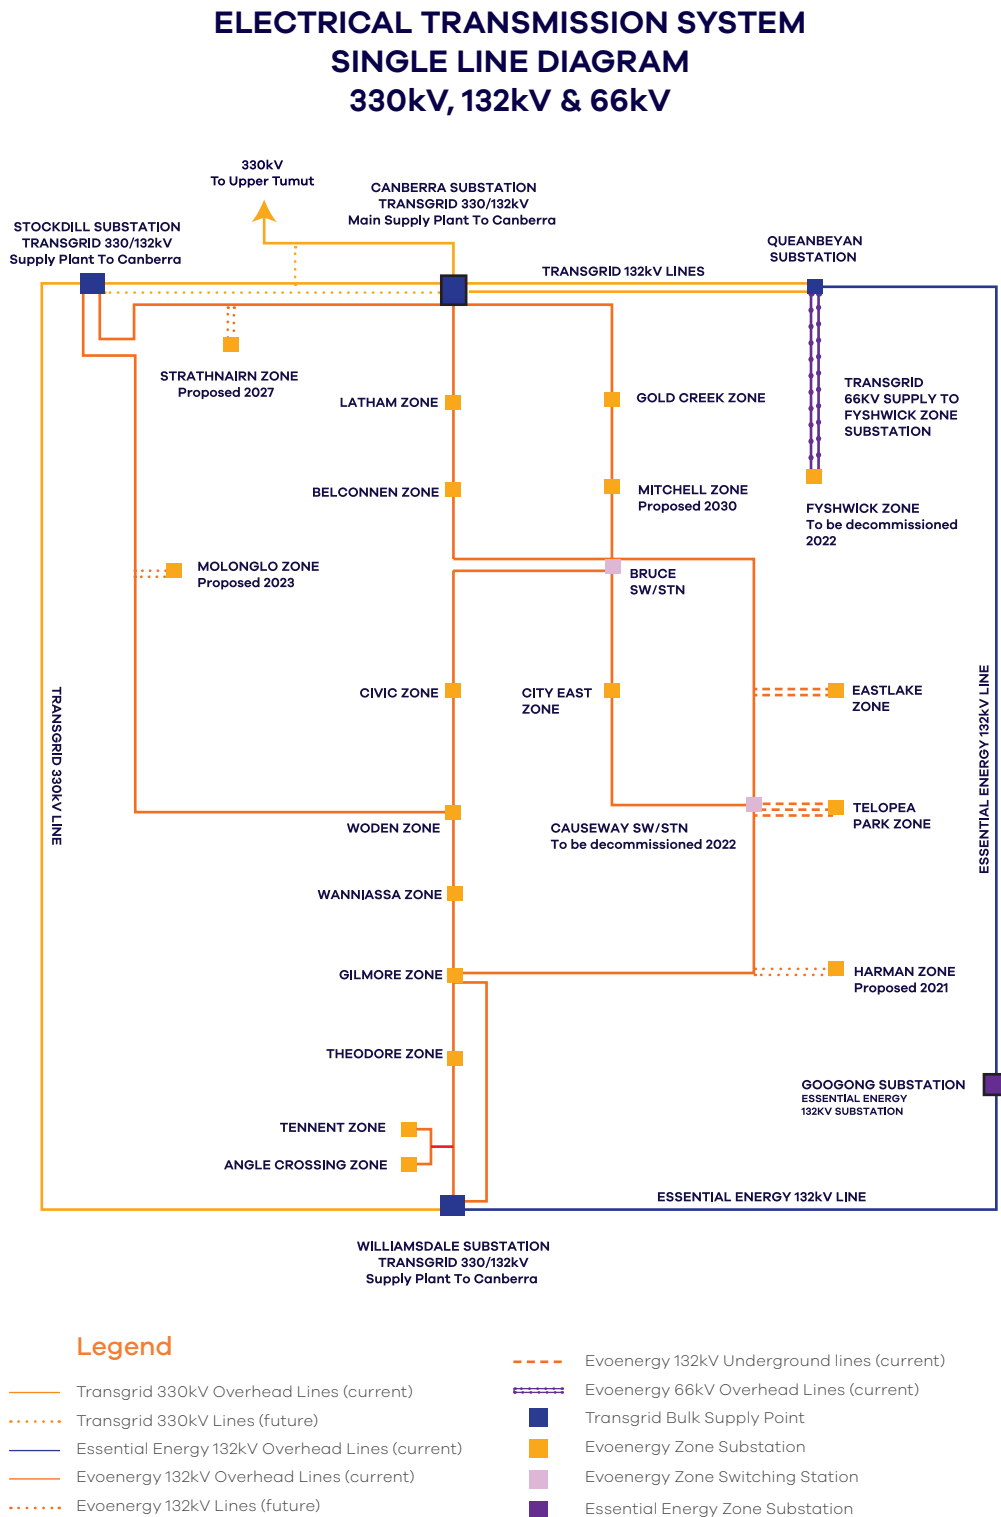 ELECTRICAL TRANSMISSION SYSTEM
SINGLE LINE DIAGRAM
330kV, 132kV & 66kV
330kV
To Upper Tumut
CANBERRA SUBSTATION
TRANSGRID 330/132kV
Main Supply Plant To Canberra
STOCKDILL SUBSTATION
TRANSGRID 330/132kV
Supply Plant To Canberra
QUEANBEYAN
SUBSTATION
TRANSGRID 132kV LINES
STRATHNAIRN ZONE
Proposed 2027
LATHAM ZONE
GOLD CREEK ZONE
TRANSGRID
66KV SUPPLY TO
FYSHWICK ZONE
SUBSTATION
BELCONNEN ZONE
MITCHELL ZONE
Proposed 2030
FYSHWICK ZONE
To be decommissioned
2022
MOLONGLO ZONE
Proposed 2023
BRUCE
SW/STN
TRANSGRID 330kV LINE
CIVIC ZONE
CITY EAST
ZONE
EASTLAKE
ZONE
ESSENTIAL ENERGY 132kV LINE
WODEN ZONE
CAUSEWAY SW/STN
To be decommissioned 2022
TELOPEA
PARK ZONE
WANNIASSA ZONE
GILMORE ZONE
HARMAN ZONE
Proposed 2021
THEODORE ZONE
GOOGONG SUBSTATION
ESSENTIAL ENERGY
132KV SUBSTATION
TENNENT ZONE
ANGLE CROSSING ZONE
ESSENTIAL ENERGY 132kV LINE
WILLIAMSDALE SUBSTATION
TRANSGRID 330/132kV
Supply Plant To Canberra
Legend
Transgrid 330kV Overhead Lines (current)
Transgrid 330kV Lines (future)
Essential Energy 132kV Overhead Lines (current)
Evoenergy 132kV Overhead Lines (current)
Evoenergy 132kV Lines (future)
Evoenergy 132kV Underground lines (current)
Evoenergy 66kV Overhead Lines (current)
Transgrid Bulk Supply Point
Evoenergy Zone Substation
Evoenergy Zone Switching Station
Essential Energy Zone Substation